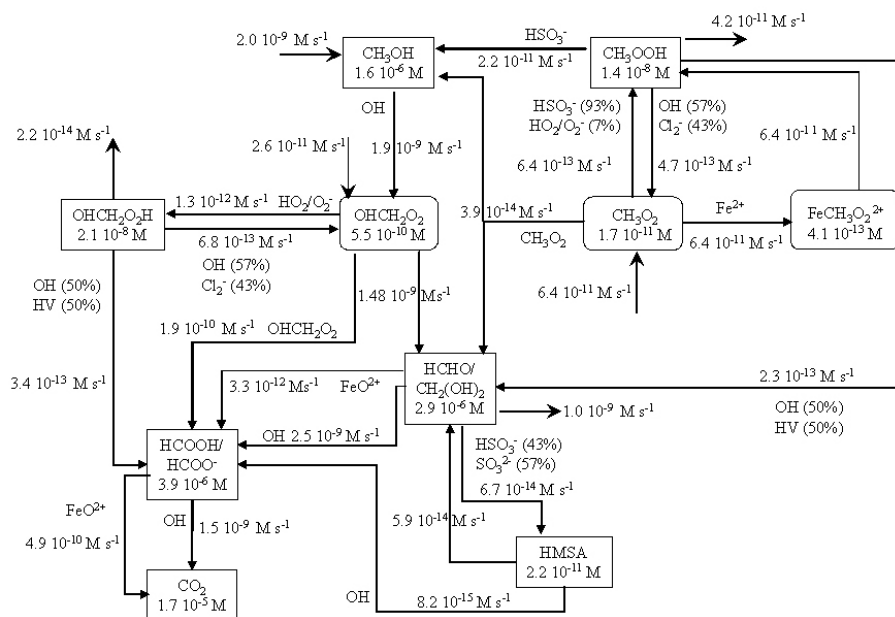 4.2 10⁻¹¹ M s⁻¹
HSO₃⁻
2.0 10⁻⁹ M s⁻¹
CH₃OH
1.6 10⁻⁶ M
2.2 10⁻¹¹ M s⁻¹
CH₃OOH
1.4 10⁻⁸ M
OH
HSO₃⁻ (93%)
HO₂/O₂⁻ (7%)
OH (57%)
Cl₂⁻ (43%)
2.2 10⁻¹⁴ M s⁻¹
2.6 10⁻¹¹ M s⁻¹
1.9 10⁻⁹ M s⁻¹
6.4 10⁻¹¹ M s⁻¹
6.4 10⁻¹³ M s⁻¹
4.7 10⁻¹³ M s⁻¹
1.3 10⁻¹² M s⁻¹
HO₂/O₂⁻
OHCH₂O₂H
2.1 10⁻⁸ M
OHCH₂O₂
5.5 10⁻¹⁰ M
3.9 10⁻¹⁴ M s⁻¹
CH₃O₂
CH₃O₂
1.7 10⁻¹¹ M
Fe²⁺
6.4 10⁻¹¹ M s⁻¹
FeCH₃O₂²⁺
4.1 10⁻¹³ M
6.8 10⁻¹³ M s⁻¹
OH (57%)
Cl₂⁻ (43%)
OH (50%)
HV (50%)
1.48 10⁻⁹ Ms⁻¹
6.4 10⁻¹¹ M s⁻¹
1.9 10⁻¹⁰ M s⁻¹
OHCH₂O₂
3.4 10⁻¹³ M s⁻¹
3.3 10⁻¹² Ms⁻¹
FeO²⁺
HCHO/
CH₂(OH)₂
2.9 10⁻⁶ M
2.3 10⁻¹³ M s⁻¹
OH (50%)
HV (50%)
1.0 10⁻⁹ M s⁻¹
OH 2.5 10⁻⁹ M s⁻¹
HCOOH/
HCOO⁻
3.9 10⁻⁶ M
HSO₃⁻ (43%)
SO₃²⁻ (57%)
6.7 10⁻¹⁴ M s⁻¹
FeO²⁺
4.9 10⁻¹⁰ M s⁻¹
OH
1.5 10⁻⁹ M s⁻¹
5.9 10⁻¹⁴ M s⁻¹
HMSA
2.2 10⁻¹¹ M
CO₂
1.7 10⁻⁵ M
OH
8.2 10⁻¹⁵ M s⁻¹